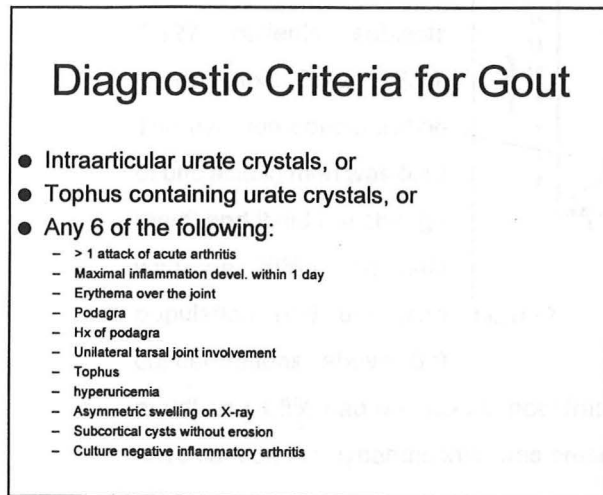 Diagnostic Criteria for Gout
● Intraarticular urate crystals, or
● Tophus containing urate crystals, or
● Any 6 of the following:
– > 1 attack of acute arthritis
– Maximal inflammation devel. within 1 day
– Erythema over the joint
– Podagra
– Hx of podagra
– Unilateral tarsal joint involvement
– Tophus
– hyperuricemia
– Asymmetric swelling on X-ray
– Subcortical cysts without erosion
– Culture negative inflammatory arthritis